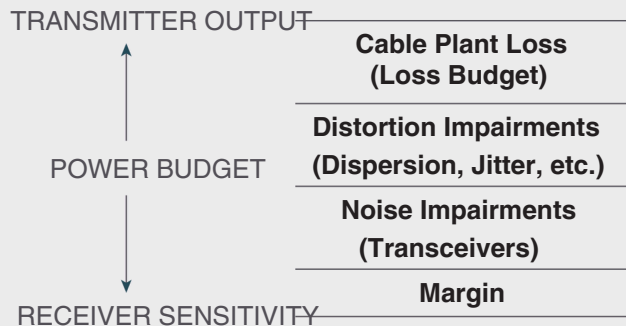 TRANSMITTER OUTPUT
Cable Plant Loss
(Loss Budget)
Distortion Impairments
(Dispersion, Jitter, etc.)
POWER BUDGET
Noise Impairments
(Transceivers)
Margin
RECEIVER SENSITIVITY